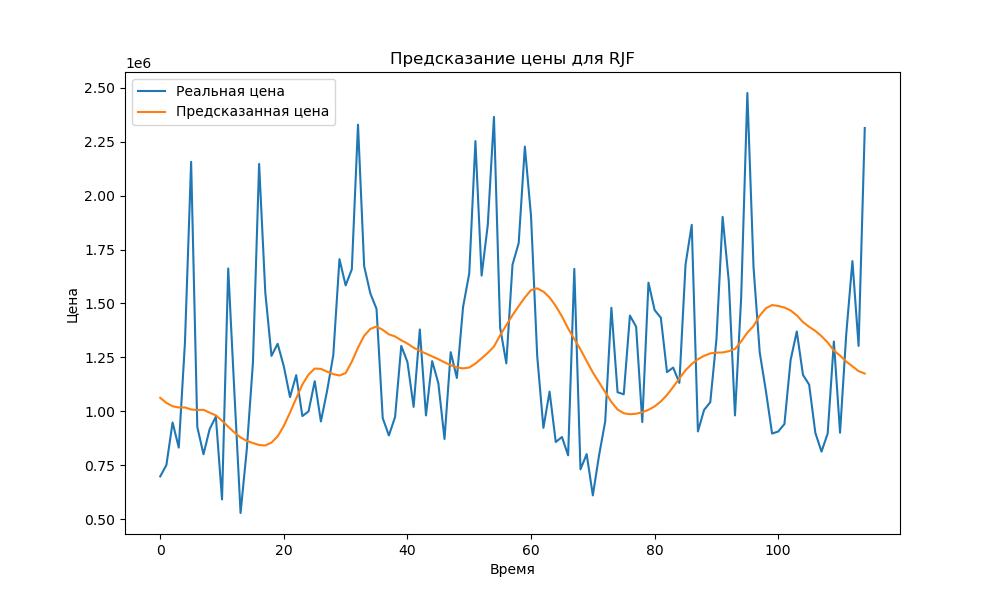 Предсказание цены для RJF
1e6
Реальная цена
Предсказанная цена
2.50
2.25
2.00
1.75
1.50
1.25
1.00
0.75
0.50
Цена
0 20 40 60 80 100
Время